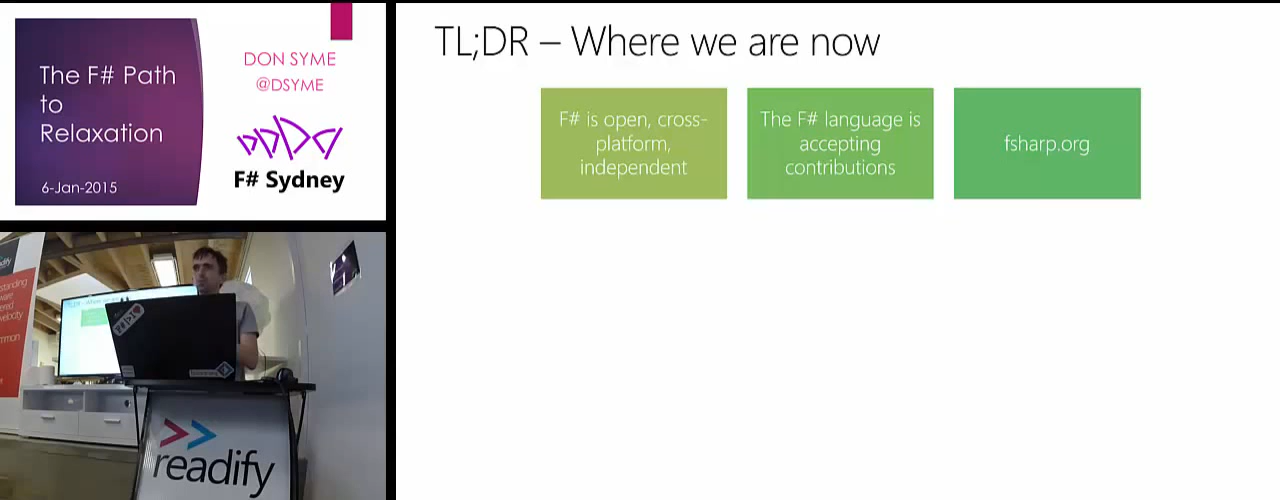 The F# Path
to
Relaxation
6-Jan-2015
DON SYME
@DSYME
F# Sydney
TL;DR – Where we are now
F# is open, cross-
platform,
independent
The F# language is
accepting
contributions
fsharp.org
readify